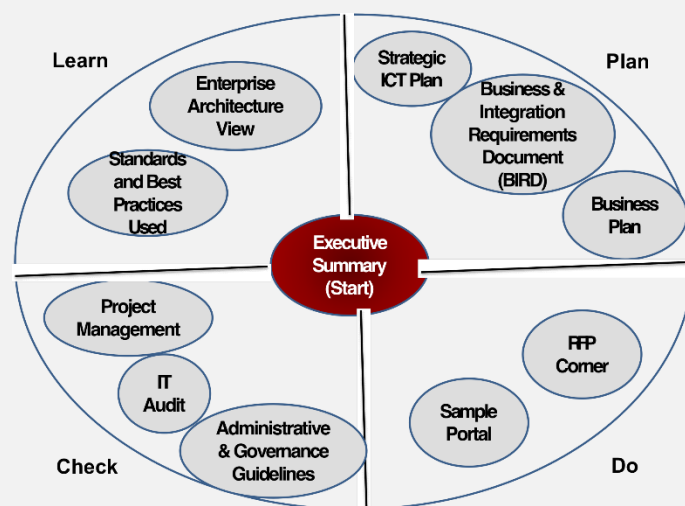 Learn
Enterprise
Architecture
View
Standards
and Best
Practices
Used
Plan
Strategic
ICT Plan
Business &
Integration
Requirements
Document
(BIRD)
Business
Plan
Executive
Summary
(Start)
Project
Management
IT
Audit
Administrative
& Governance
Guidelines
Check
RFP
Corner
Sample
Portal
Do